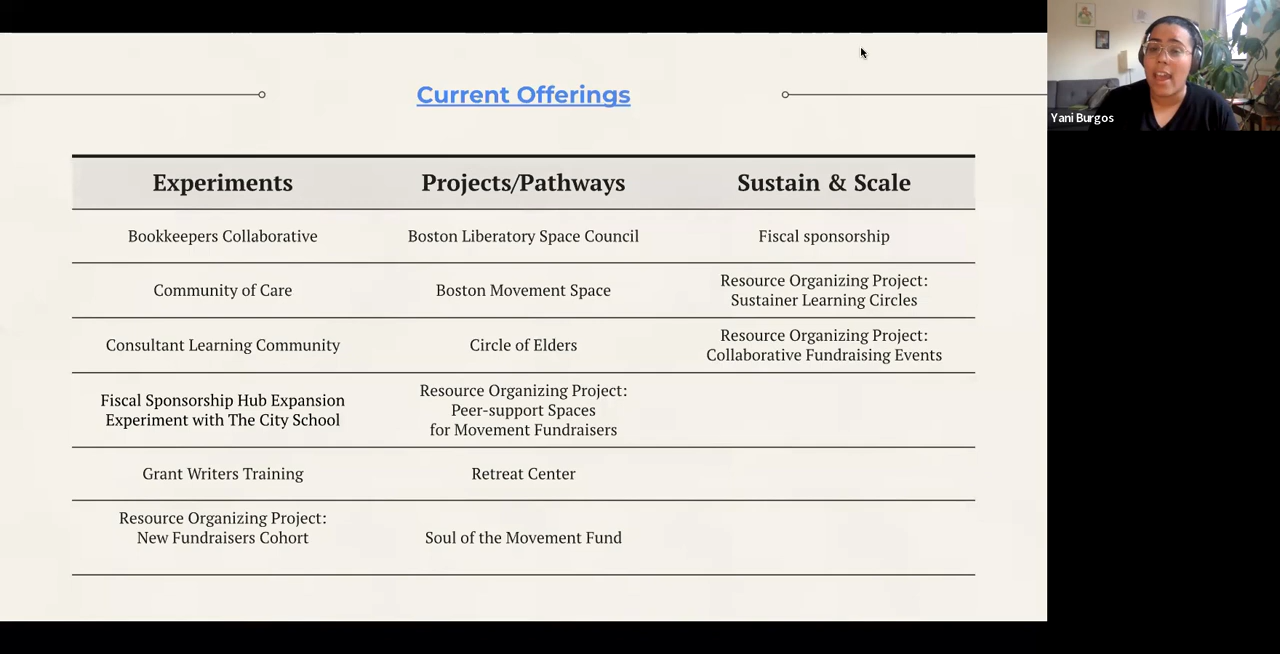 Current Offerings
Yani Burgos
Experiments
Projects/Pathways
Sustain & Scale
Bookkeepers Collaborative
Boston Liberatory Space Council
Fiscal sponsorship
Community of Care
Boston Movement Space
Resource Organizing Project:
Sustainer Learning Circles
Consultant Learning Community
Circle of Elders
Resource Organizing Project:
Collaborative Fundraising Events
Fiscal Sponsorship Hub Expansion
Experiment with The City School
Resource Organizing Project:
Peer-support Spaces
for Movement Fundraisers
Grant Writers Training
Retreat Center
Resource Organizing Project:
New Fundraisers Cohort
Soul of the Movement Fund